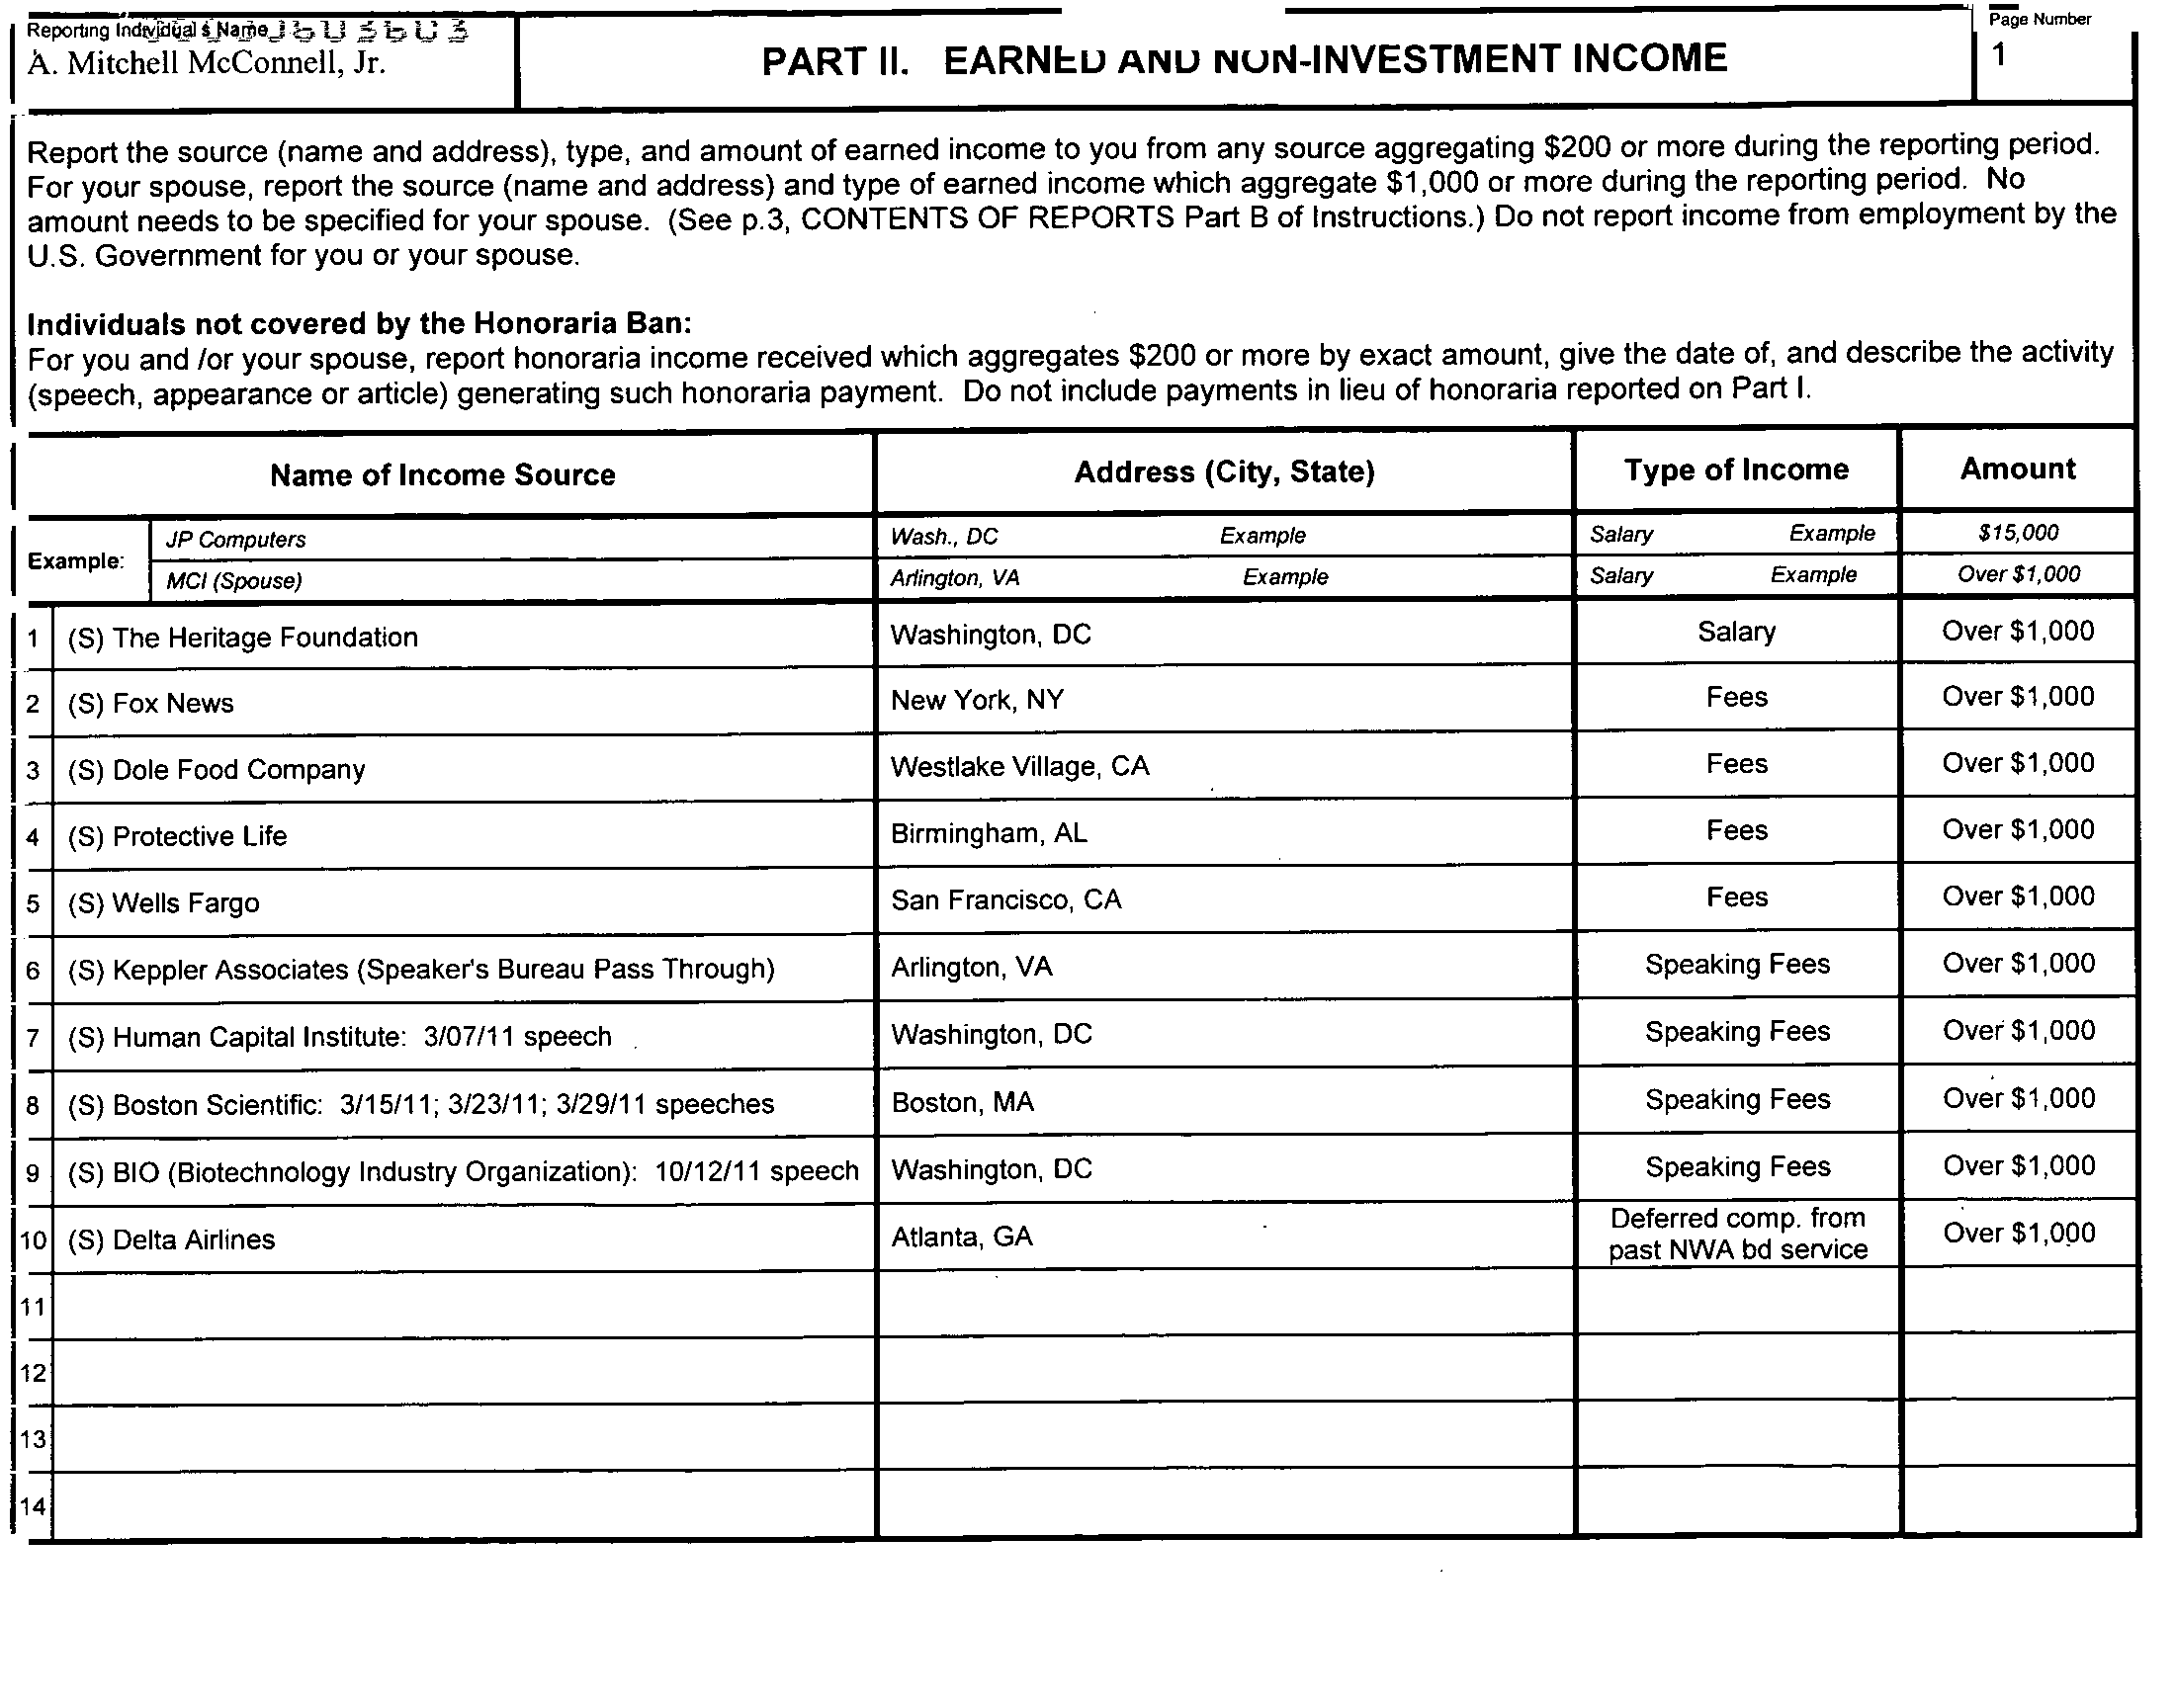 Reporting Individual's Name
A. Mitchell McConnell, Jr.
PART II. EARNED AND NON-INVESTMENT INCOME
Page Number
1
Report the source (name and address), type, and amount of earned income to you from any source aggregating $200 or more during the reporting period.
For your spouse, report the source (name and address) and type of earned income which aggregate $1,000 or more during the reporting period. No
amount needs to be specified for your spouse. (See p.3, CONTENTS OF REPORTS Part B of Instructions.) Do not report income from employment by the
U.S. Government for you or your spouse.
Individuals not covered by the Honoraria Ban:
For you and /or your spouse, report honoraria income received which aggregates $200 or more by exact amount, give the date of, and describe the activity
(speech, appearance or article) generating such honoraria payment. Do not include payments in lieu of honoraria reported on Part I.
Name of Income Source Address (City, State) Type of Income Amount
Example:
JP Computers Wash., DC Example Salary Example $15,000
MCI (Spouse) Arlington, VA Example Salary Example Over $1,000
1 (S) The Heritage Foundation Washington, DC Salary Over $1,000
2 (S) Fox News New York, NY Fees Over $1,000
3 (S) Dole Food Company Westlake Village, CA Fees Over $1,000
4 (S) Protective Life Birmingham, AL Fees Over $1,000
5 (S) Wells Fargo San Francisco, CA Fees Over $1,000
6 (S) Keppler Associates (Speaker's Bureau Pass Through) Arlington, VA Speaking Fees Over $1,000
7 (S) Human Capital Institute: 3/07/11 speech Washington, DC Speaking Fees Over $1,000
8 (S) Boston Scientific: 3/15/11; 3/23/11; 3/29/11 speeches Boston, MA Speaking Fees Over $1,000
9 (S) BIO (Biotechnology Industry Organization): 10/12/11 speech Washington, DC Speaking Fees Over $1,000
10 (S) Delta Airlines Atlanta, GA Deferred comp. from past NWA bd service Over $1,000
11
12
13
14